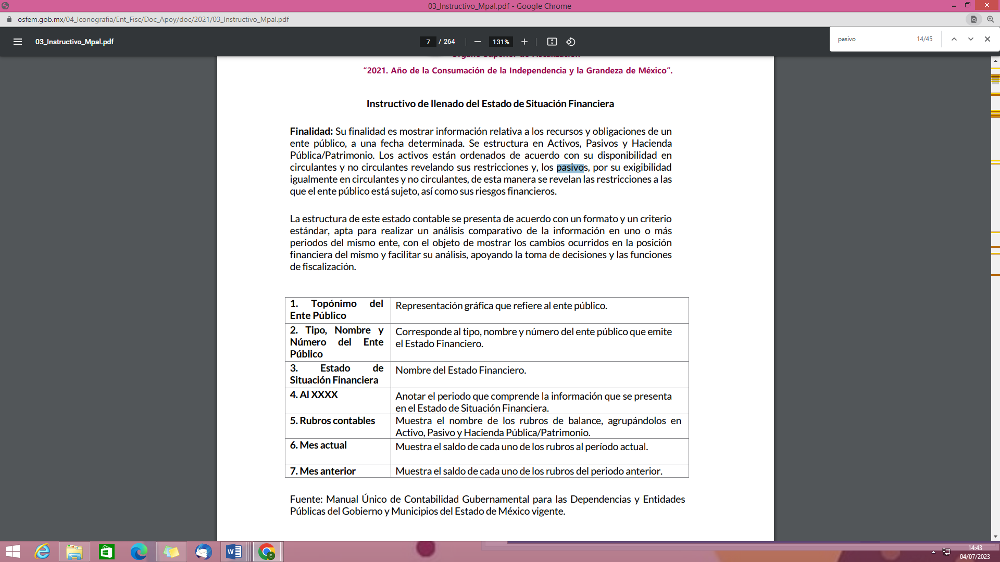 03_Instructivo_Mpal.pdf - Google Chrome
osfem.gob.mx/04_Iconografia/Ent_Fisc/Doc_Apoy/doc/2021/03_Instructivo_Mpal.pdf
03_Instructivo_Mpal.pdf
7 / 264
131%
pasivo
14/45
Órgano Superior de Fiscalización
“2021. Año de la Consumación de la Independencia y la Grandeza de México”.
Instructivo de llenado del Estado de Situación Financiera
Finalidad: Su finalidad es mostrar información relativa a los recursos y obligaciones de un
ente público, a una fecha determinada. Se estructura en Activos, Pasivos y Hacienda
Pública/Patrimonio. Los activos están ordenados de acuerdo con su disponibilidad en
circulantes y no circulantes revelando sus restricciones y, los pasivos, por su exigibilidad
igualmente en circulantes y no circulantes, de esta manera se revelan las restricciones a las
que el ente público está sujeto, así como sus riesgos financieros.
La estructura de este estado contable se presenta de acuerdo con un formato y un criterio
estándar, apta para realizar un análisis comparativo de la información en uno o más
periodos del mismo ente, con el objeto de mostrar los cambios ocurridos en la posición
financiera del mismo y facilitar su análisis, apoyando la toma de decisiones y las funciones
de fiscalización.
1. Topónimo del
Ente Público
Representación gráfica que refiere al ente público.
2. Tipo, Nombre y
Número del Ente
Público
Corresponde al tipo, nombre y número del ente público que emite
el Estado Financiero.
3. Estado de
Situación Financiera
Nombre del Estado Financiero.
4. Al XXXX
Anotar el periodo que comprende la información que se presenta
en el Estado de Situación Financiera.
5. Rubros contables
Muestra el nombre de los rubros de balance, agrupándolos en
Activo, Pasivo y Hacienda Pública/Patrimonio.
6. Mes actual
Muestra el saldo de cada uno de los rubros al período actual.
7. Mes anterior
Muestra el saldo de cada uno de los rubros del periodo anterior.
Fuente: Manual Único de Contabilidad Gubernamental para las Dependencias y Entidades
Públicas del Gobierno y Municipios del Estado de México vigente.
14:43
04/07/2023